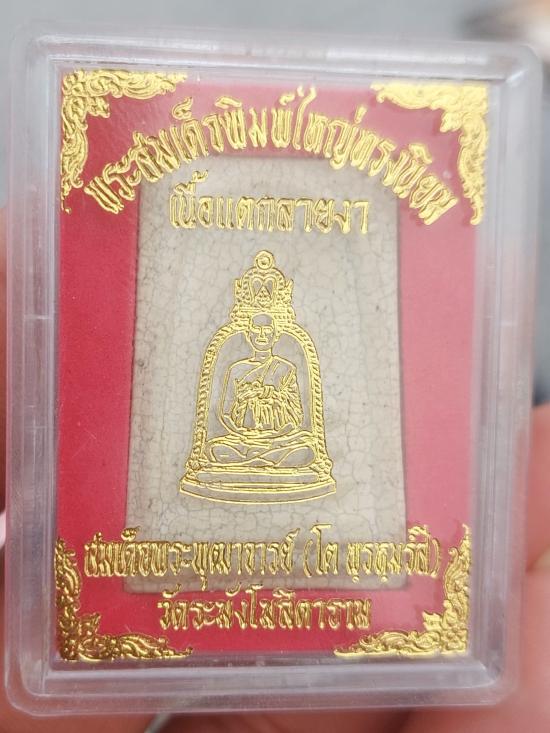 พระสมเด็จพิมพ์ใหญ่ทรงนิยม
เนื้อแตกลายงา
สมเด็จพระพุฒาจารย์ (โต พฺรหฺมรํสี)
วัดระฆังโฆสิตาราม